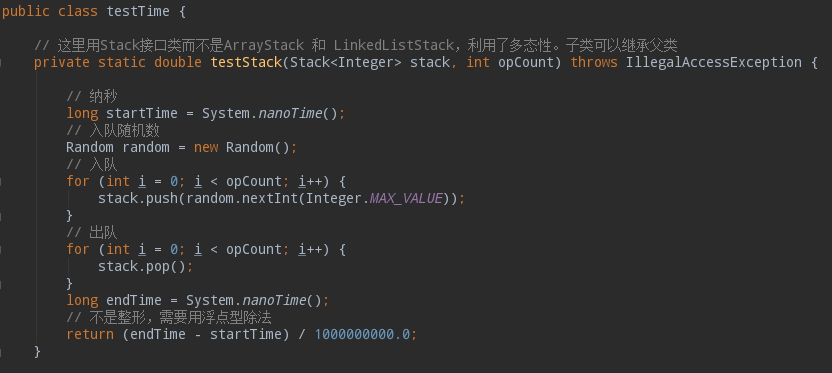 public class testTime {
// 这里用Stack接口类而不是ArrayStack 和 LinkedListStack，利用了多态性。子类可以继承父类
private static double testStack(Stack<Integer> stack, int opCount) throws IllegalAccessException {
// 纳秒
long startTime = System.nanoTime();
// 入队随机数
Random random = new Random();
// 入队
for (int i = 0; i < opCount; i++) {
stack.push(random.nextInt(Integer.MAX_VALUE));
}
// 出队
for (int i = 0; i < opCount; i++) {
stack.pop();
}
long endTime = System.nanoTime();
// 不是整形，需要用浮点型除法
return (endTime - startTime) / 1000000000.0;
}